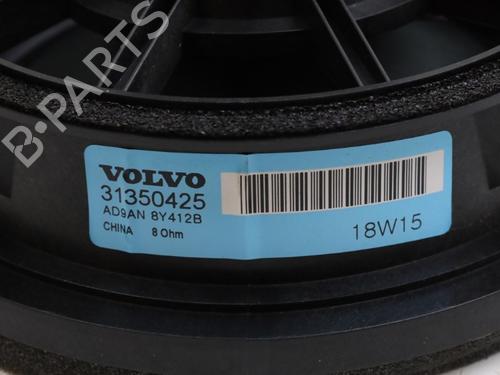 B-PARTS
VOLVO
31350425
AD9AN 8Y412B
CHINA 8 Ohm
18W15